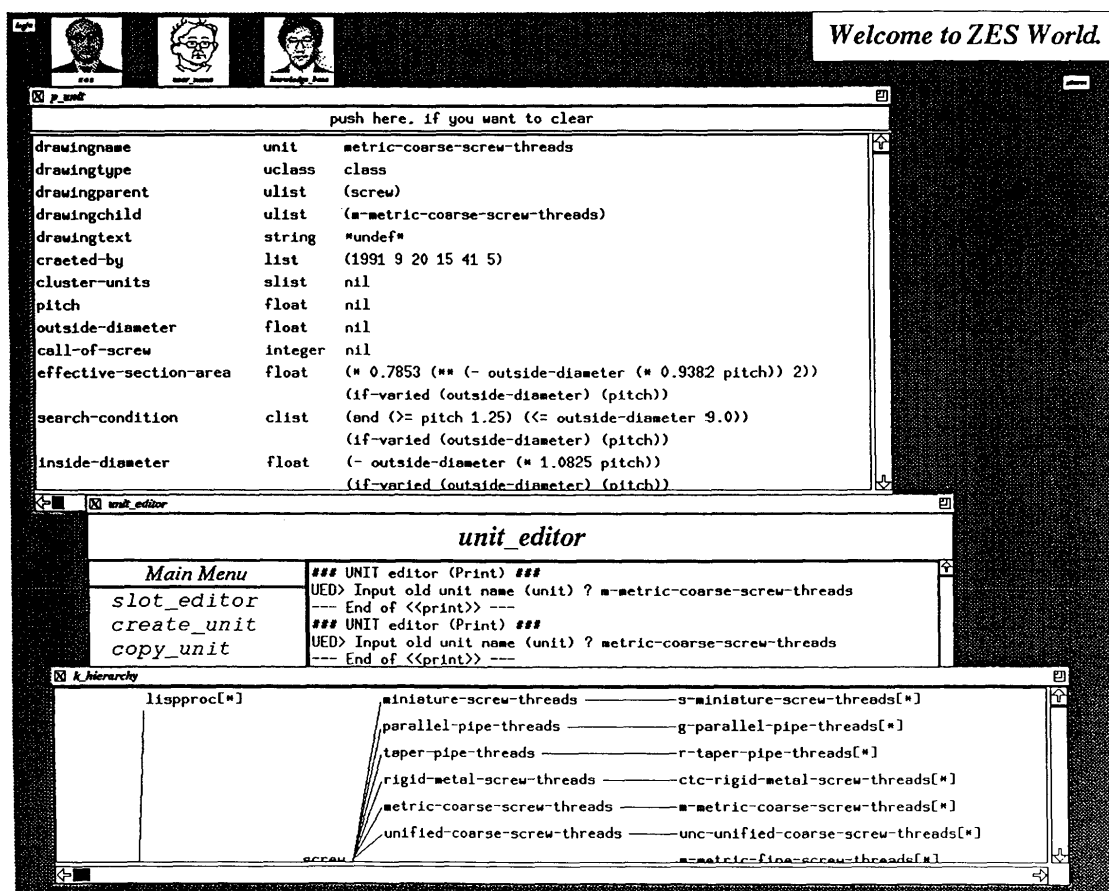 login
Welcome to ZES World.
zes
user_name
knowledge_base
p_unit
push here, if you want to clear
drawingname unit metric-coarse-screw-threads
drawingtype uclass class
drawingparent ulist (screw)
drawingchild ulist (m-metric-coarse-screw-threads)
drawingtext string *undef*
craeted-by list (1991 9 20 15 41 5)
cluster-units slist nil
pitch float nil
outside-diameter float nil
call-of-screw integer nil
effective-section-area float (* 0.7853 (** (- outside-diameter (* 0.9382 pitch)) 2))
(if-varied (outside-diameter) (pitch))
search-condition clist (and (>= pitch 1.25) (<= outside-diameter 9.0))
(if-varied (outside-diameter) (pitch))
inside-diameter float (- outside-diameter (* 1.0825 pitch))
(if-varied (outside-diameter) (pitch))
unit_editor
unit_editor
Main Menu
slot_editor
create_unit
copy_unit
### UNIT editor (Print) ###
UED> Input old unit name (unit) ? m-metric-coarse-screw-threads
--- End of <<print>> ---
### UNIT editor (Print) ###
UED> Input old unit name (unit) ? metric-coarse-screw-threads
--- End of <<print>> ---
k_hierarchy
lispproc[*] miniature-screw-threads s-miniature-screw-threads[*]
parallel-pipe-threads g-parallel-pipe-threads[*]
taper-pipe-threads r-taper-pipe-threads[*]
rigid-metal-screw-threads ctc-rigid-metal-screw-threads[*]
metric-coarse-screw-threads m-metric-coarse-screw-threads[*]
unified-coarse-screw-threads unc-unified-coarse-screw-threads[*]
screw m-metric-fine-screw-threads[*]